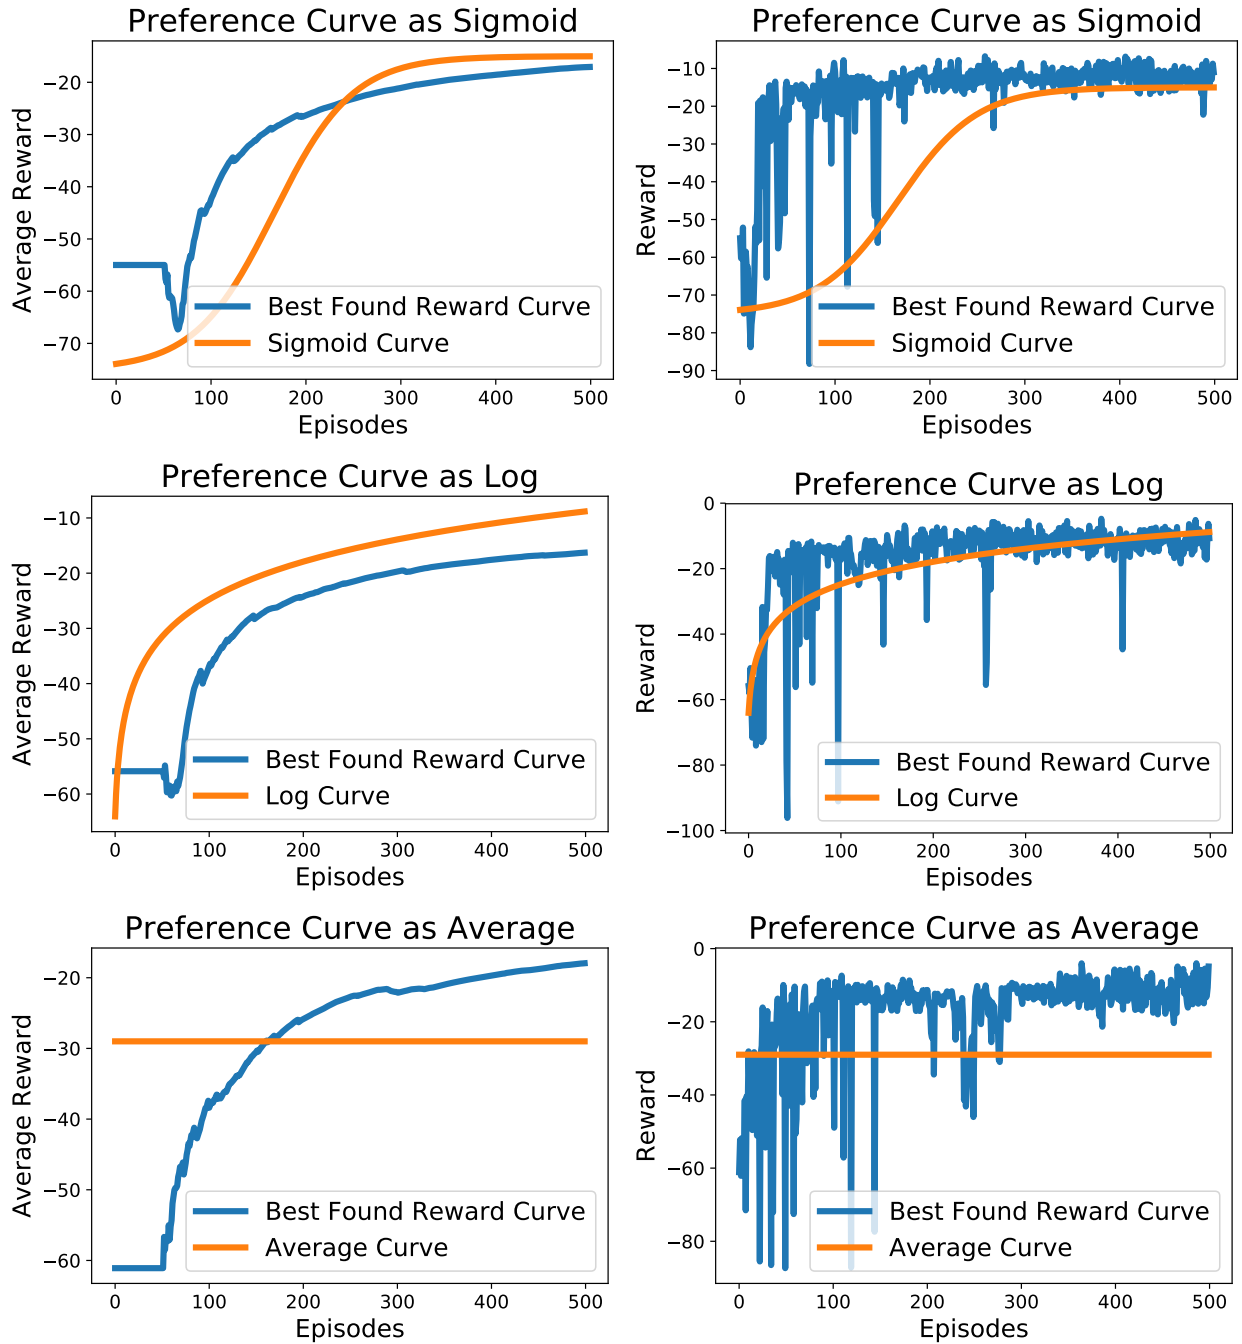 Preference Curve as Sigmoid
Average Reward
−20
−30
−40
−50
−60
−70
Best Found Reward Curve
Sigmoid Curve
0 100 200 300 400 500
Episodes
Preference Curve as Sigmoid
Reward
−10
−20
−30
−40
−50
−60
−70
−80
−90
Best Found Reward Curve
Sigmoid Curve
0 100 200 300 400 500
Episodes
Preference Curve as Log
Average Reward
−10
−20
−30
−40
−50
−60
Best Found Reward Curve
Log Curve
0 100 200 300 400 500
Episodes
Preference Curve as Log
Reward
0
−20
−40
−60
−80
−100
Best Found Reward Curve
Log Curve
0 100 200 300 400 500
Episodes
Preference Curve as Average
Average Reward
−20
−30
−40
−50
−60
Best Found Reward Curve
Average Curve
0 100 200 300 400 500
Episodes
Preference Curve as Average
Reward
0
−20
−40
−60
−80
Best Found Reward Curve
Average Curve
0 100 200 300 400 500
Episodes